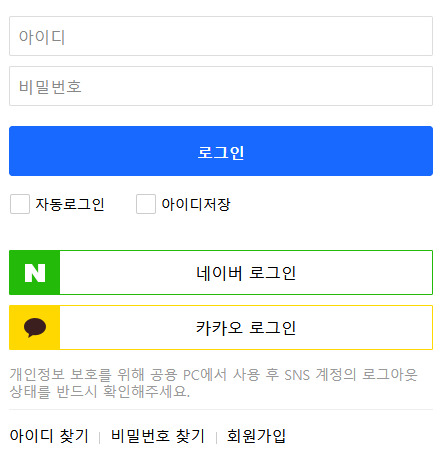 아이디
비밀번호
로그인
자동로그인 아이디저장
N 네이버 로그인
카카오 로그인
개인정보 보호를 위해 공용 PC에서 사용 후 SNS 계정의 로그아웃
상태를 반드시 확인해주세요.
아이디 찾기 | 비밀번호 찾기 | 회원가입